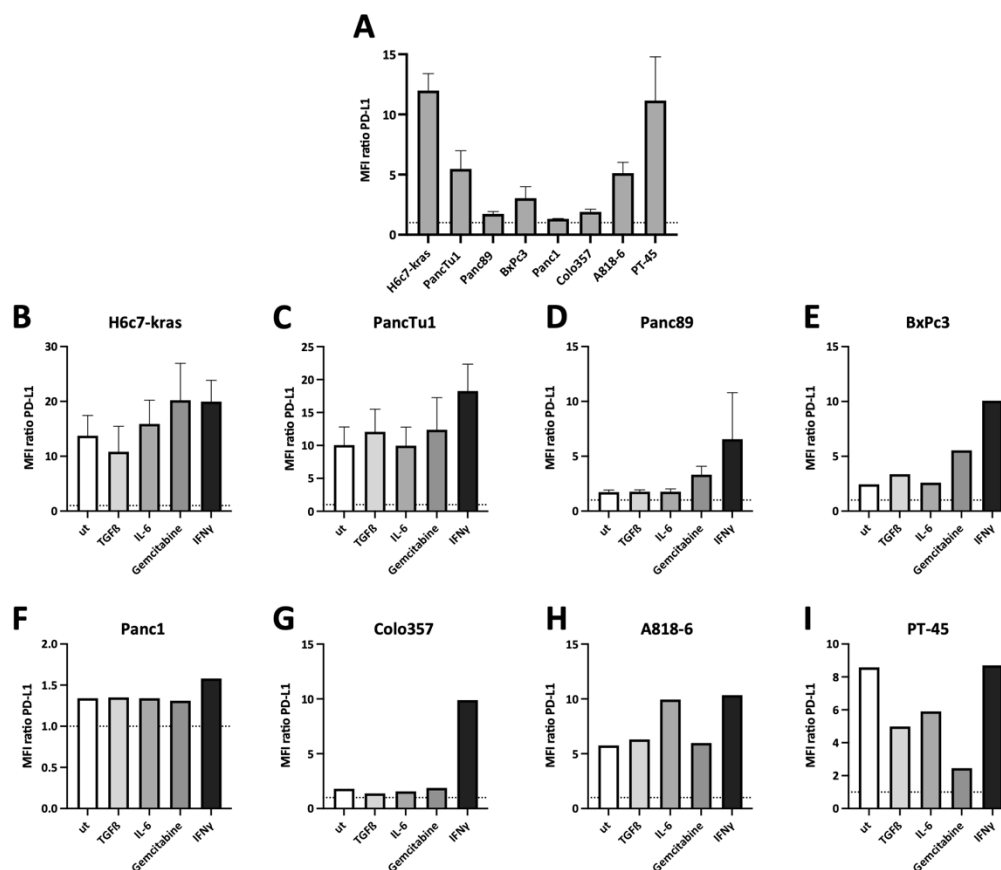 A
MFI ratio PD-L1
15
10
5
0
H6c7-kras
PancTu1
Panc89
BxPc3
Panc1
Colo357
A818-6
PT-45
B
H6c7-kras
MFI ratio PD-L1
30
20
10
0
ut
TGFß
IL-6
Gemcitabine
IFNγ
C
PancTu1
MFI ratio PD-L1
25
20
15
10
5
0
ut
TGFß
IL-6
Gemcitabine
IFNγ
D
Panc89
MFI ratio PD-L1
15
10
5
0
ut
TGFß
IL-6
Gemcitabine
IFNγ
E
BxPc3
MFI ratio PD-L1
15
10
5
0
ut
TGFß
IL-6
Gemcitabine
IFNγ
F
Panc1
MFI ratio PD-L1
2.0
1.5
1.0
0.5
0.0
ut
TGFß
IL-6
Gemcitabine
IFNγ
G
Colo357
MFI ratio PD-L1
15
10
5
0
ut
TGFß
IL-6
Gemcitabine
IFNγ
H
A818-6
MFI ratio PD-L1
15
10
5
0
ut
TGFß
IL-6
Gemcitabine
IFNγ
I
PT-45
MFI ratio PD-L1
10
8
6
4
2
0
ut
TGFß
IL-6
Gemcitabine
IFNγ